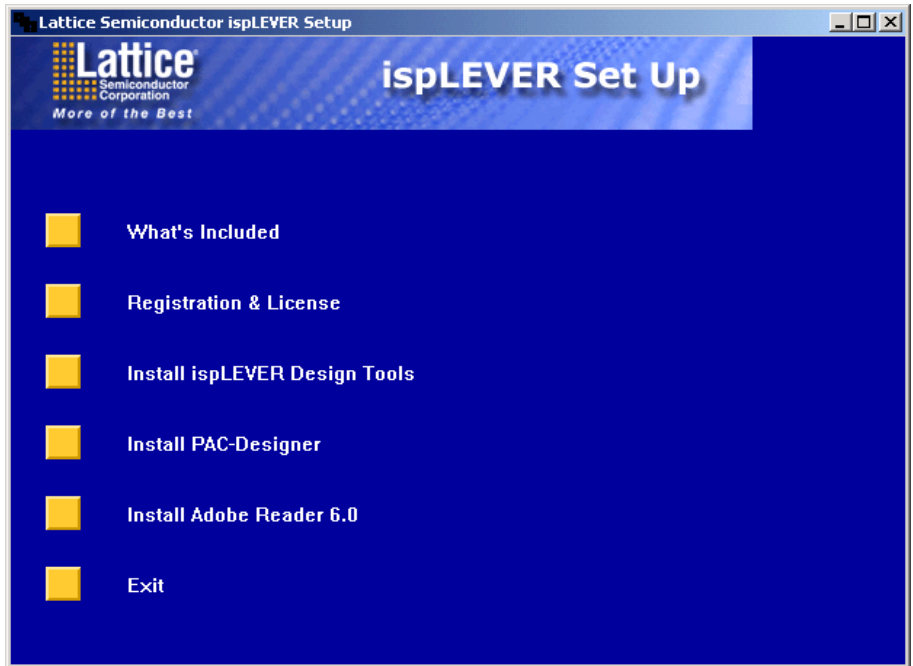 Lattice Semiconductor ispLEVER Setup
Lattice®
Semiconductor
Corporation
More of the Best
ispLEVER Set Up
What's Included
Registration & License
Install ispLEVER Design Tools
Install PAC-Designer
Install Adobe Reader 6.0
Exit